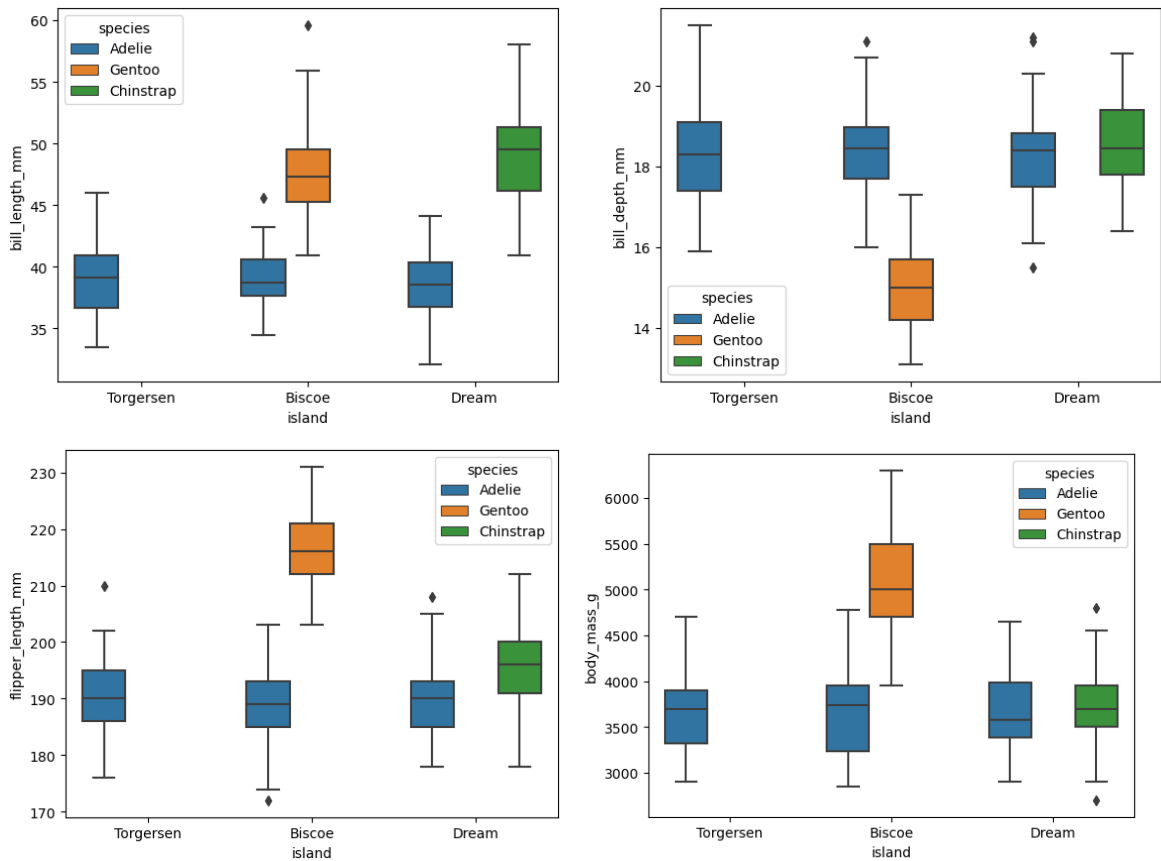 60
55
50
45
40
35
bill_length_mm
species
Adelie
Gentoo
Chinstrap
Torgersen Biscoe Dream
island
20
18
16
14
bill_depth_mm
species
Adelie
Gentoo
Chinstrap
Torgersen Biscoe Dream
island
230
220
210
200
190
180
170
flipper_length_mm
species
Adelie
Gentoo
Chinstrap
Torgersen Biscoe Dream
island
6000
5500
5000
4500
4000
3500
3000
body_mass_g
species
Adelie
Gentoo
Chinstrap
Torgersen Biscoe Dream
island